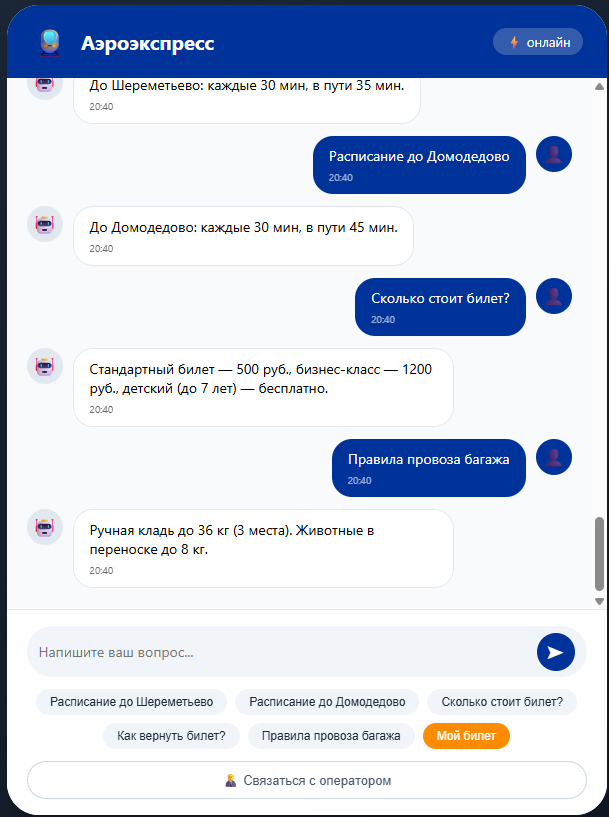 Аэроэкспресс
онлайн
До Шереметьево: каждые 30 мин, в пути 35 мин.
20:40
Расписание до Домодедово
20:40
До Домодедово: каждые 30 мин, в пути 45 мин.
20:40
Сколько стоит билет?
20:40
Стандартный билет — 500 руб., бизнес-класс — 1200
руб., детский (до 7 лет) — бесплатно.
20:40
Правила провоза багажа
20:40
Ручная кладь до 36 кг (3 места). Животные в
переноске до 8 кг.
20:40
Напишите ваш вопрос...
Расписание до Шереметьево
Расписание до Домодедово
Сколько стоит билет?
Как вернуть билет?
Правила провоза багажа
Мой билет
Связаться с оператором